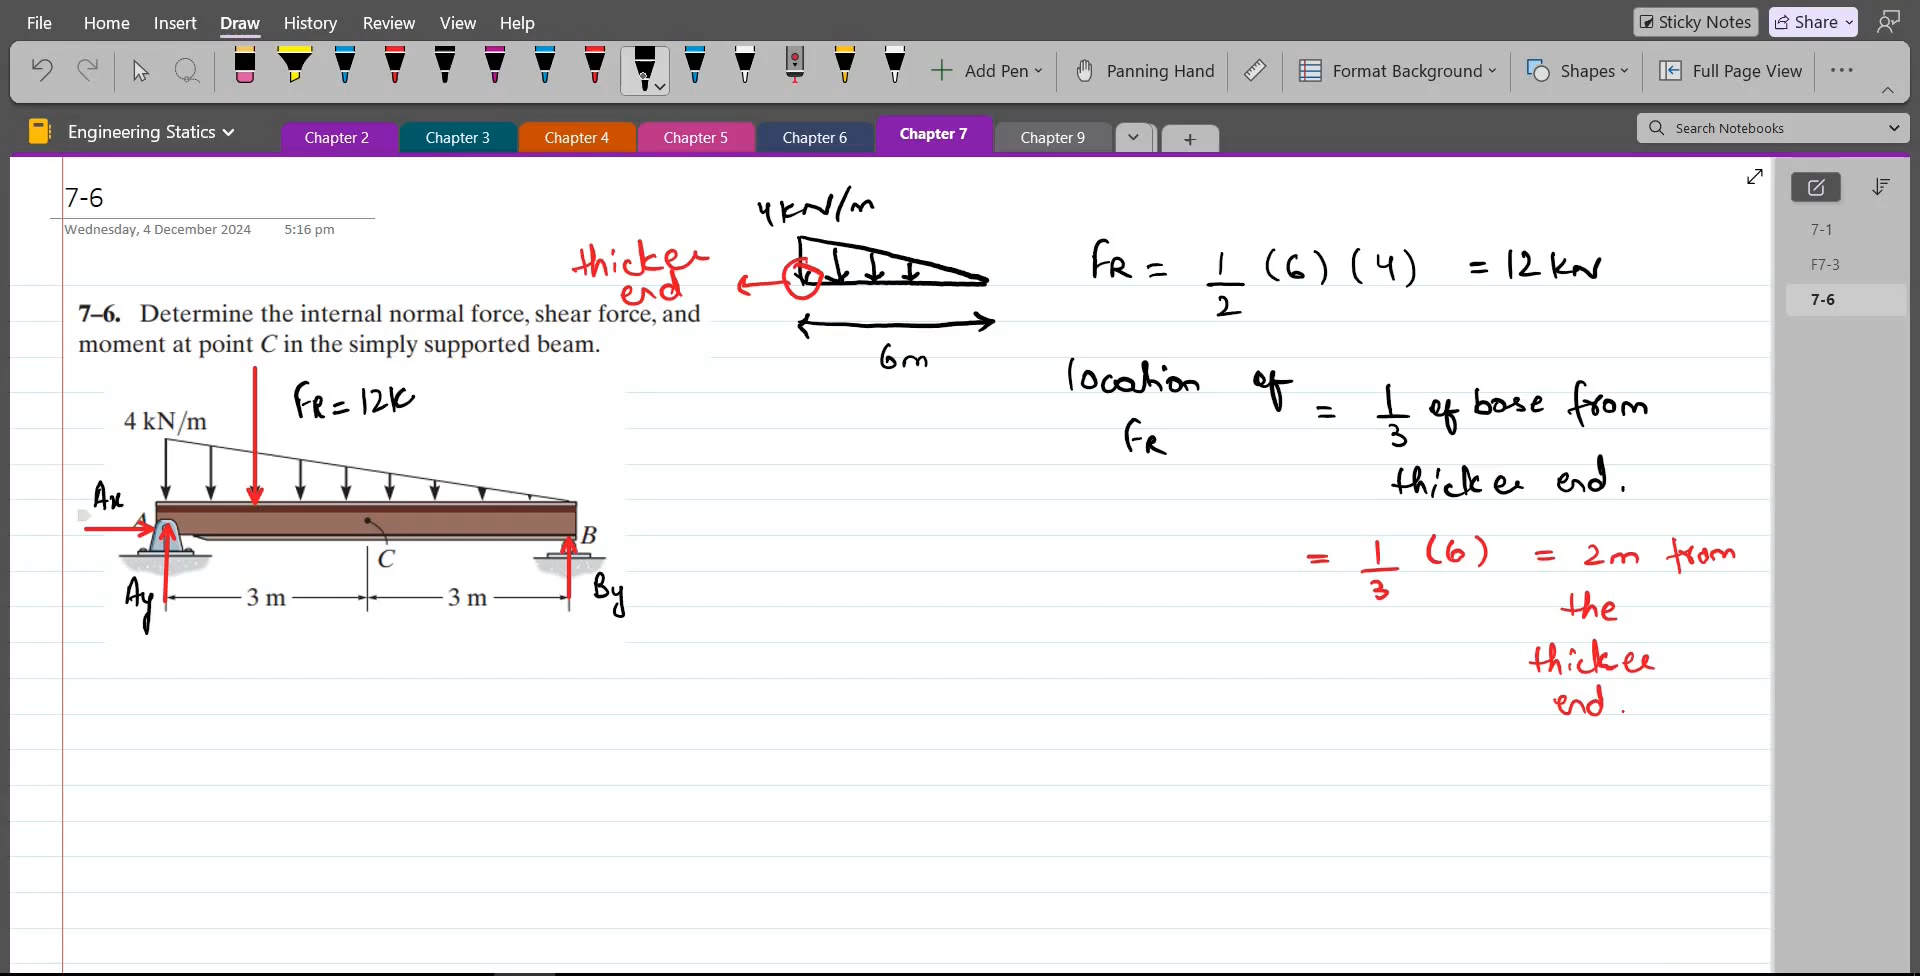 File Home Insert Draw History Review View Help
Sticky Notes Share
Add Pen Panning Hand Format Background Shapes Full Page View
Engineering Statics Chapter 2 Chapter 3 Chapter 4 Chapter 5 Chapter 6 Chapter 7 Chapter 9
Search Notebooks
7-6
Wednesday, 4 December 2024 5:16 pm
7–6. Determine the internal normal force, shear force, and
moment at point C in the simply supported beam.
FR = 12K
4 kN/m
Ax
A
B
C
Ay
3 m 3 m
By
4 kN/m
thicker
end
6m
FR = 1/2 (6) (4) = 12 kN
location of FR = 1/3 of base from
thicker end.
= 1/3 (6) = 2m from
the
thicker
end.
7-1
F7-3
7-6